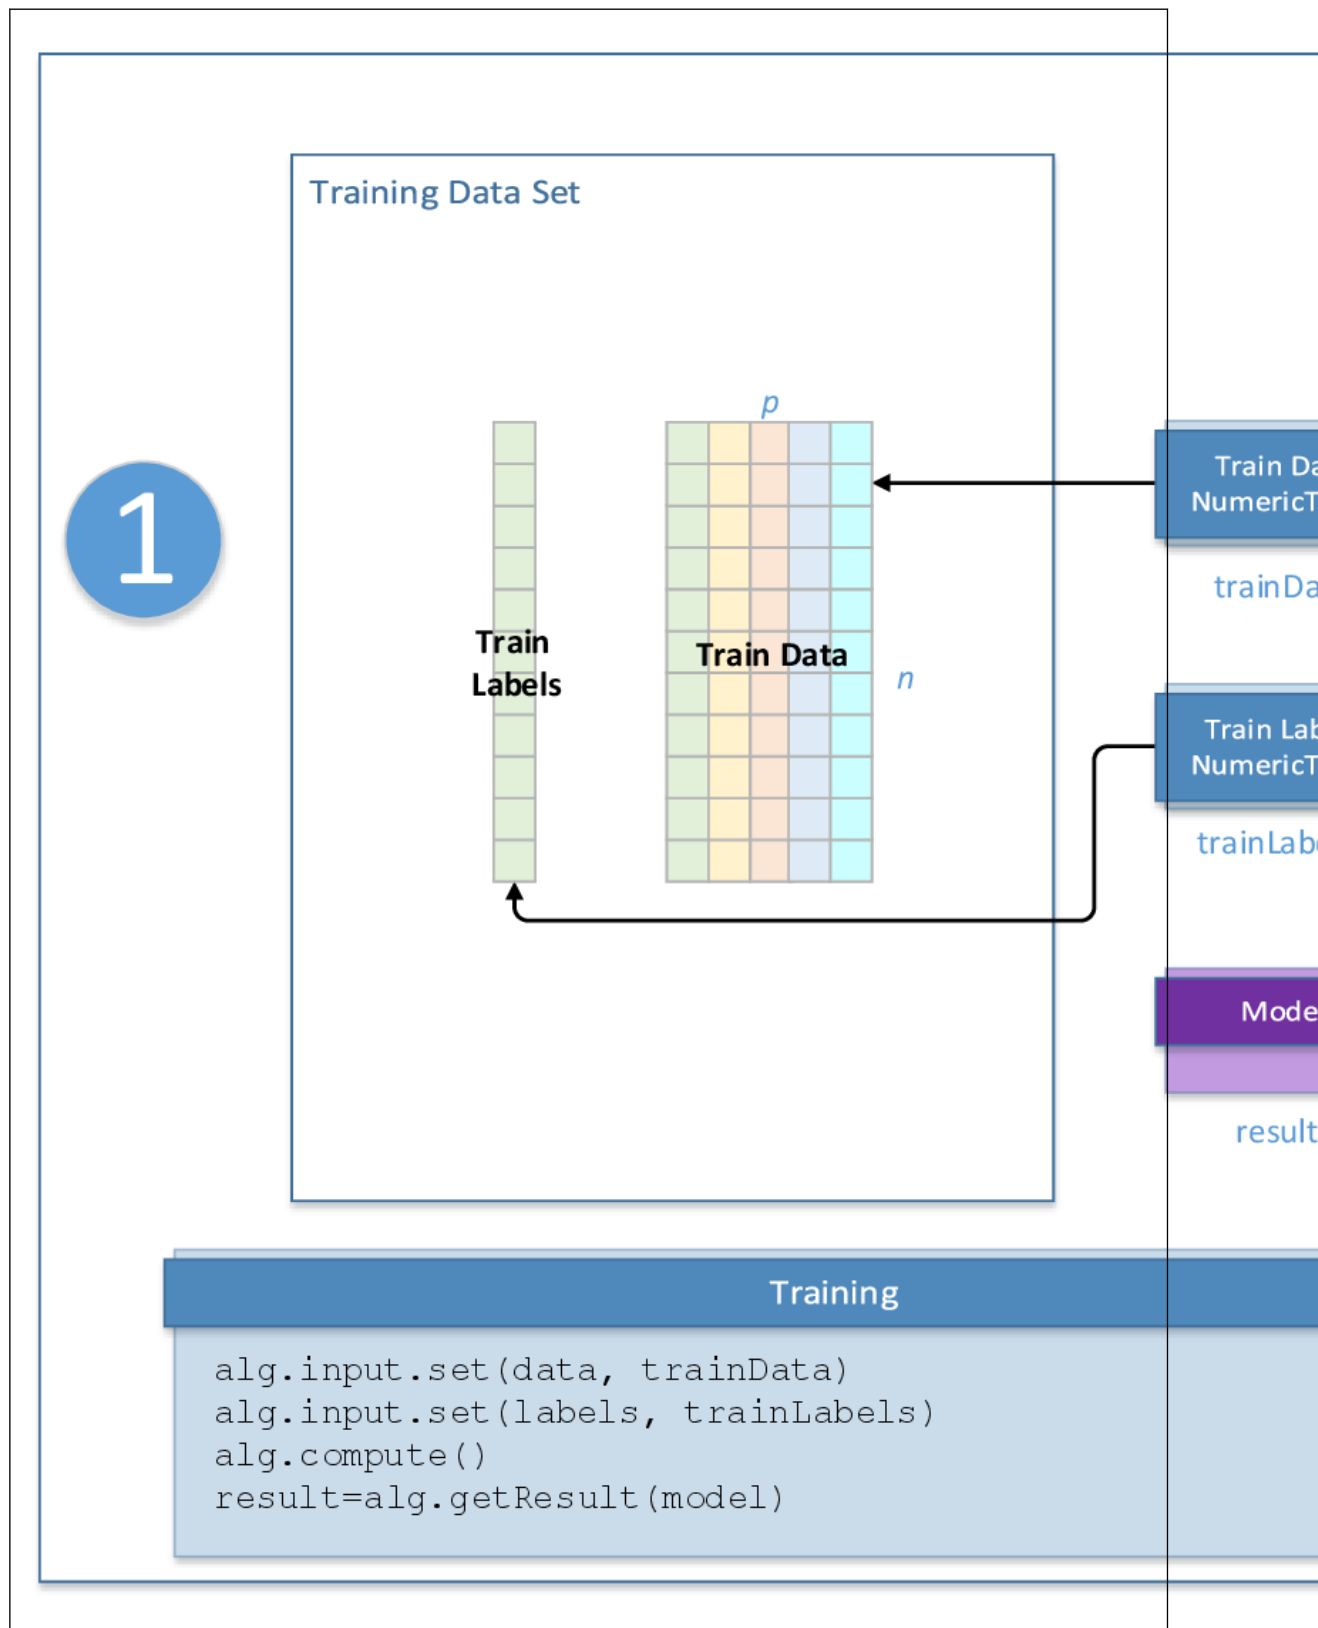 Training Data Set
1
p
Train
Labels
Train Data
n
Train Da
NumericT
trainDa
Train Lab
NumericT
trainLab
Mode
result
Training
alg.input.set(data, trainData)
alg.input.set(labels, trainLabels)
alg.compute()
result=alg.getResult(model)